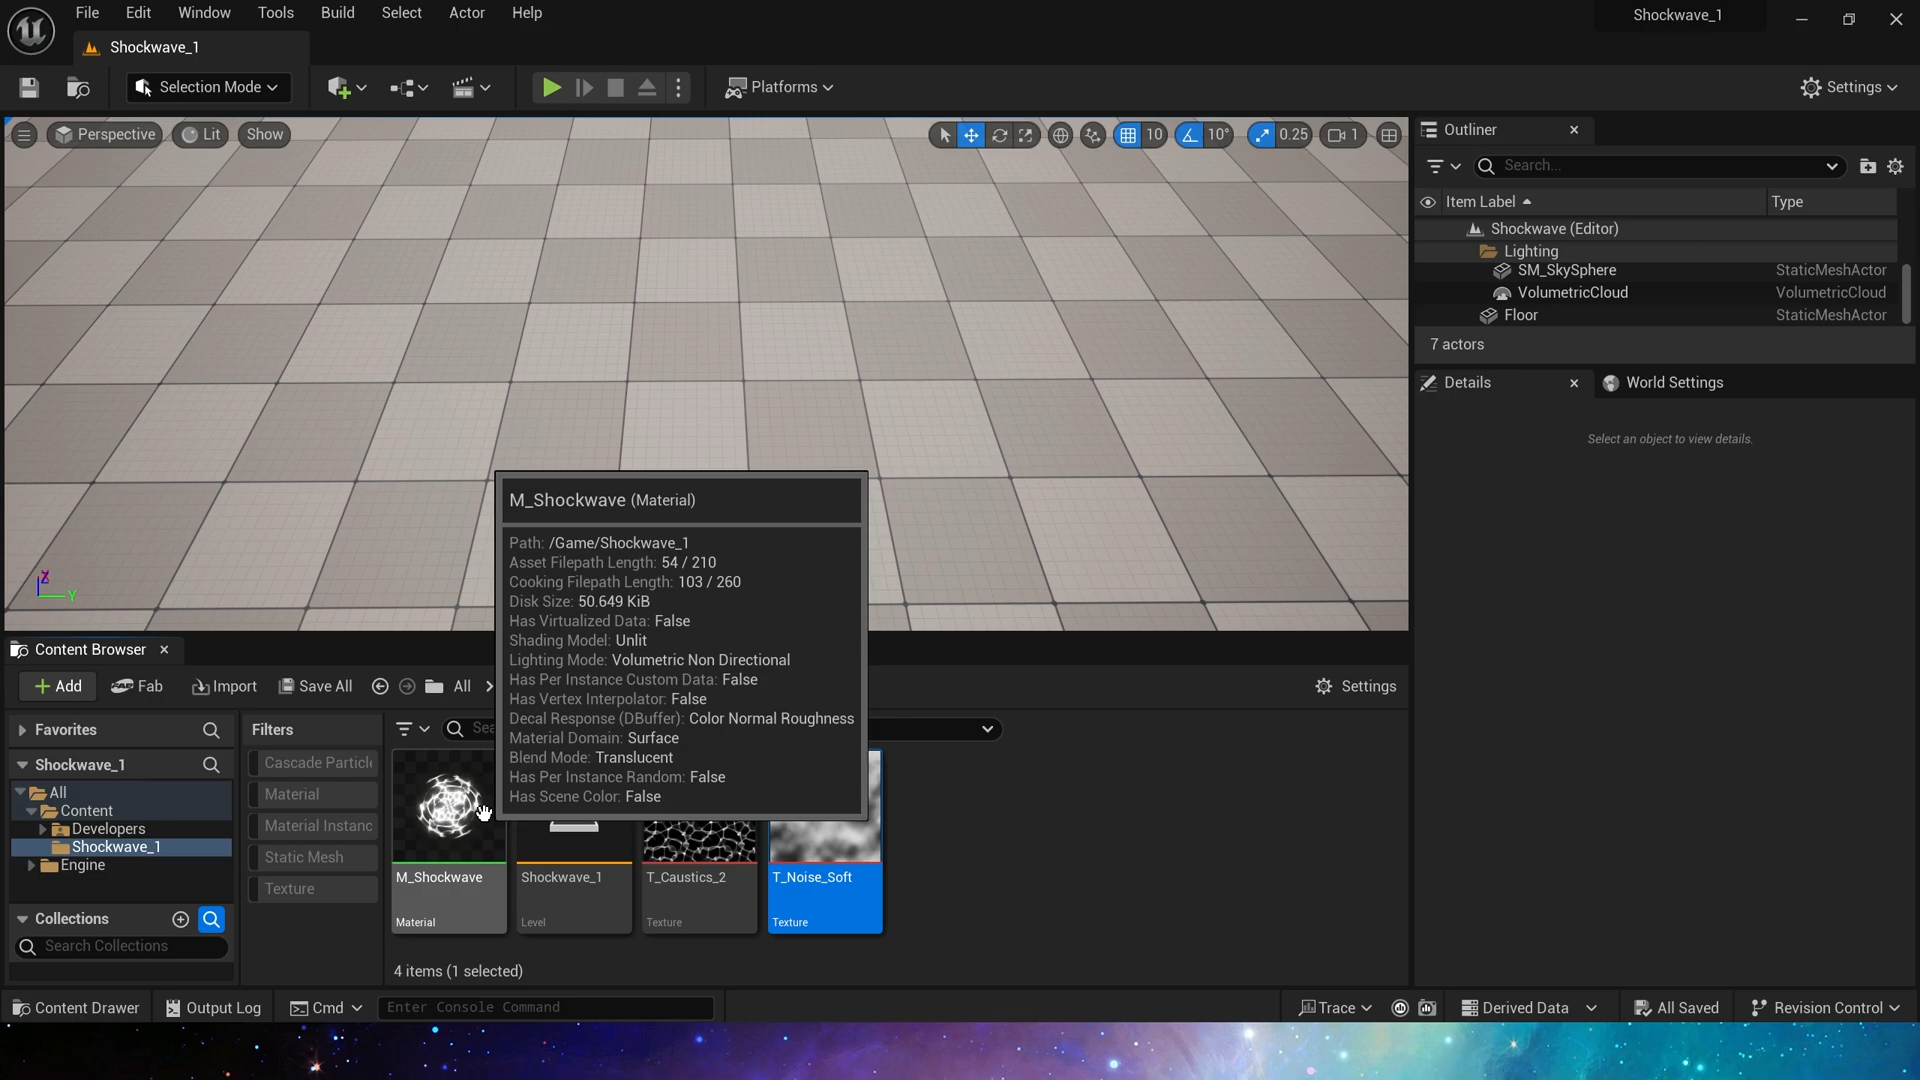 File Edit Window Tools Build Select Actor Help
Shockwave_1
Shockwave_1
Selection Mode
Platforms
Settings
Perspective
Lit
Show
10
10°
0.25
1
Outliner
Search...
Item Label
Type
Shockwave (Editor)
Lighting
SM_SkySphere StaticMeshActor
VolumetricCloud VolumetricCloud
Floor StaticMeshActor
7 actors
Details
World Settings
Select an object to view details.
Z
Y
M_Shockwave (Material)
Path: /Game/Shockwave_1
Asset Filepath Length: 54 / 210
Cooking Filepath Length: 103 / 260
Disk Size: 50.649 KiB
Has Virtualized Data: False
Shading Model: Unlit
Lighting Mode: Volumetric Non Directional
Has Per Instance Custom Data: False
Has Vertex Interpolator: False
Decal Response (DBuffer): Color Normal Roughness
Material Domain: Surface
Blend Mode: Translucent
Has Per Instance Random: False
Has Scene Color: False
Content Browser
Add
Fab
Import
Save All
All
Settings
Favorites
Shockwave_1
All
Content
Developers
Shockwave_1
Engine
Collections
Search Collections
Filters
Cascade Particle
Material
Material Instanc
Static Mesh
Texture
Sea
M_Shockwave
Material
Shockwave_1
Level
T_Caustics_2
Texture
T_Noise_Soft
Texture
4 items (1 selected)
Content Drawer
Output Log
Cmd
Enter Console Command
Trace
Derived Data
All Saved
Revision Control